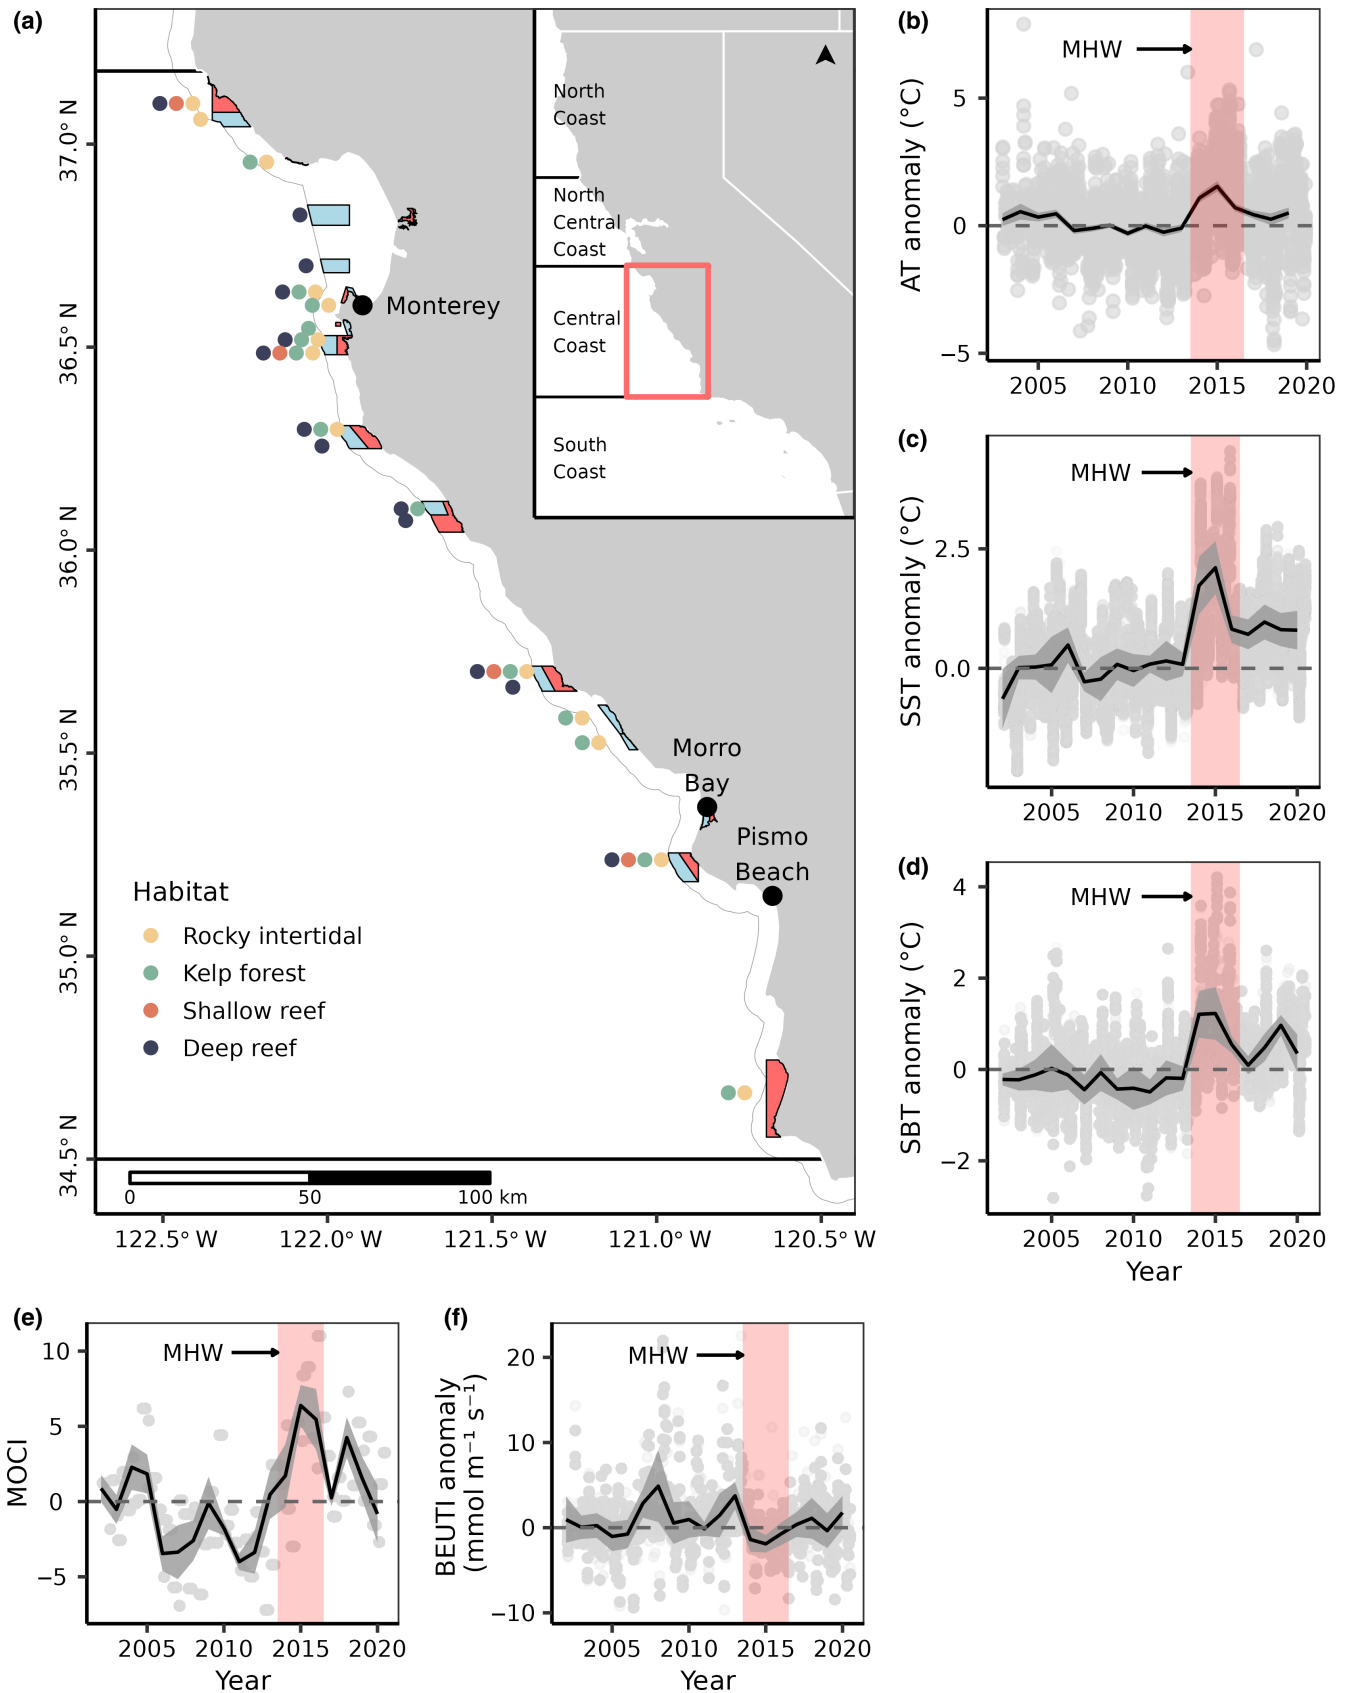 (a)
37.0° N
36.5° N
36.0° N
35.5° N
35.0° N
34.5° N
122.5° W
122.0° W
121.5° W
121.0° W
120.5° W
Monterey
Morro
Bay
Pismo
Beach
North
Coast
North
Central
Coast
Central
Coast
South
Coast
Habitat
Rocky intertidal
Kelp forest
Shallow reef
Deep reef
0
50
100 km
(b)
AT anomaly (°C)
5
0
−5
MHW
2005
2010
2015
2020
(c)
SST anomaly (°C)
2.5
0.0
MHW
2005
2010
2015
2020
(d)
SBT anomaly (°C)
4
2
0
−2
MHW
2005
2010
2015
2020
Year
(e)
MOCI
10
5
0
−5
MHW
2005
2010
2015
2020
Year
(f)
BEUTI anomaly
(mmol m⁻¹ s⁻¹)
20
10
0
−10
MHW
2005
2010
2015
2020
Year